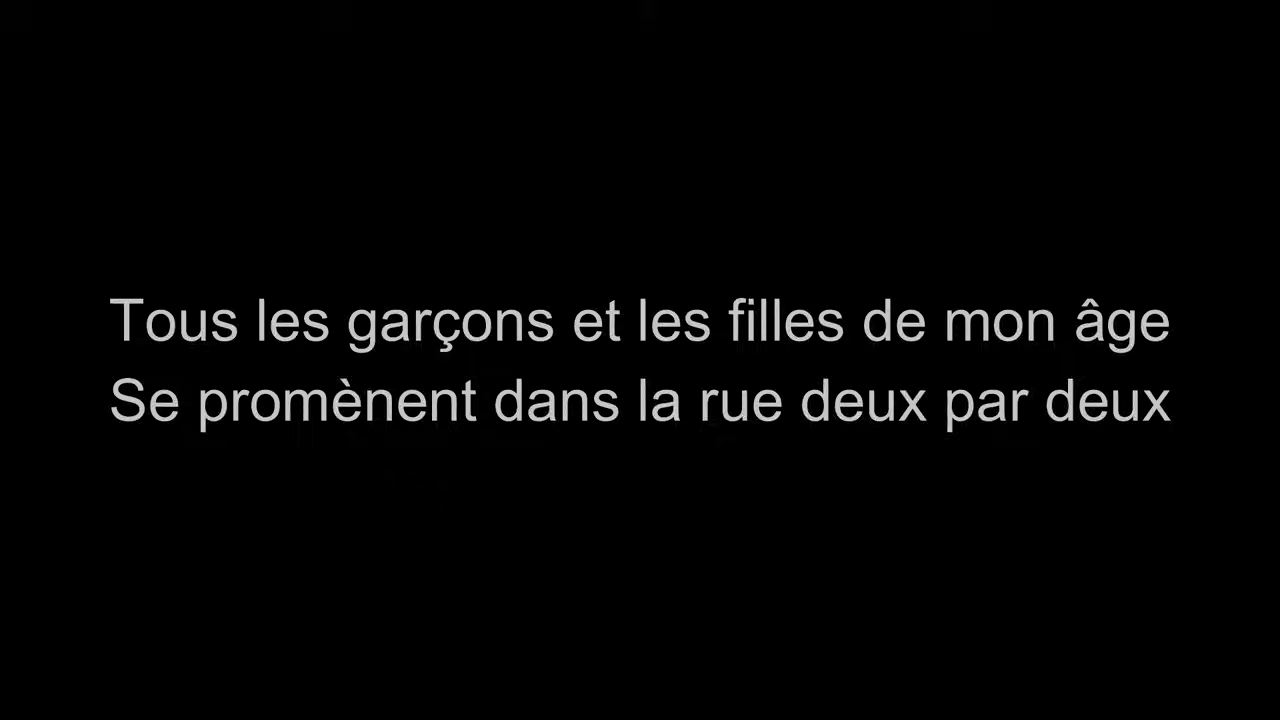 Tous les garçons et les filles de mon âge
Se promènent dans la rue deux par deux